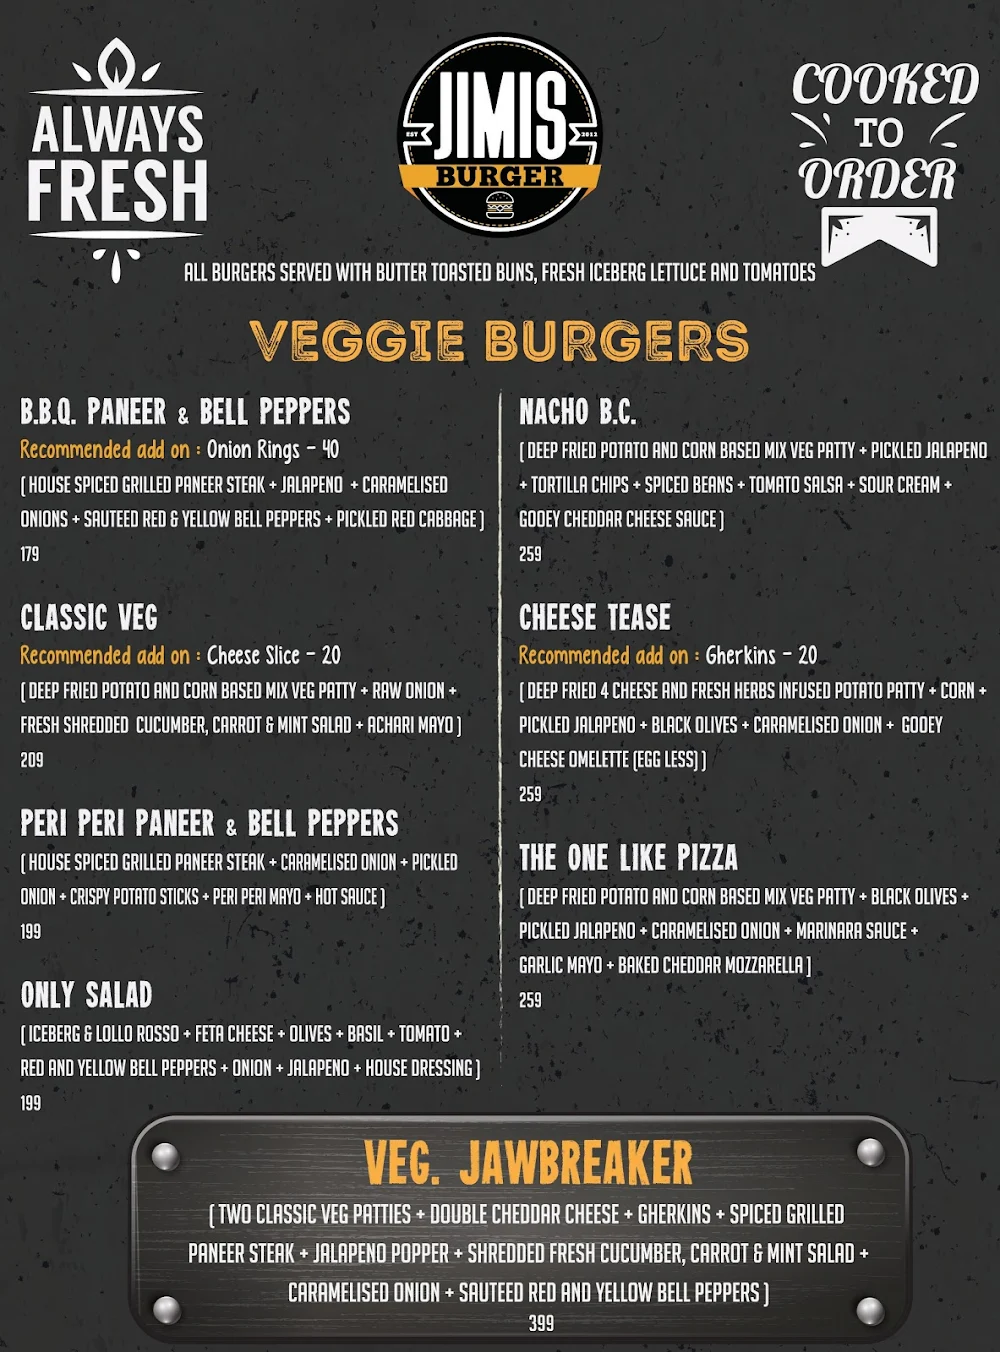 ALWAYS
FRESH
EST
JIMIS
2012
BURGER
COOKED
TO
ORDER
ALL BURGERS SERVED WITH BUTTER TOASTED BUNS, FRESH ICEBERG LETTUCE AND TOMATOES
VEGGIE BURGERS
B.B.Q. PANEER & BELL PEPPERS
Recommended add on : Onion Rings - 40
( HOUSE SPICED GRILLED PANEER STEAK + JALAPENO + CARAMELISED
ONIONS + SAUTEED RED & YELLOW BELL PEPPERS + PICKLED RED CABBAGE )
179
CLASSIC VEG
Recommended add on : Cheese Slice - 20
( DEEP FRIED POTATO AND CORN BASED MIX VEG PATTY + RAW ONION +
FRESH SHREDDED CUCUMBER, CARROT & MINT SALAD + ACHARI MAYO )
209
PERI PERI PANEER & BELL PEPPERS
( HOUSE SPICED GRILLED PANEER STEAK + CARAMELISED ONION + PICKLED
ONION + CRISPY POTATO STICKS + PERI PERI MAYO + HOT SAUCE )
199
ONLY SALAD
( ICEBERG & LOLLO ROSSO + FETA CHEESE + OLIVES + BASIL + TOMATO +
RED AND YELLOW BELL PEPPERS + ONION + JALAPENO + HOUSE DRESSING )
199
NACHO B.C.
( DEEP FRIED POTATO AND CORN BASED MIX VEG PATTY + PICKLED JALAPENO
+ TORTILLA CHIPS + SPICED BEANS + TOMATO SALSA + SOUR CREAM +
GOOEY CHEDDAR CHEESE SAUCE )
259
CHEESE TEASE
Recommended add on : Gherkins - 20
( DEEP FRIED 4 CHEESE AND FRESH HERBS INFUSED POTATO PATTY + CORN +
PICKLED JALAPENO + BLACK OLIVES + CARAMELISED ONION + GOOEY
CHEESE OMELETTE (EGG LESS) )
259
THE ONE LIKE PIZZA
( DEEP FRIED POTATO AND CORN BASED MIX VEG PATTY + BLACK OLIVES +
PICKLED JALAPENO + CARAMELISED ONION + MARINARA SAUCE +
GARLIC MAYO + BAKED CHEDDAR MOZZARELLA )
259
VEG. JAWBREAKER
( TWO CLASSIC VEG PATTIES + DOUBLE CHEDDAR CHEESE + GHERKINS + SPICED GRILLED
PANEER STEAK + JALAPENO POPPER + SHREDDED FRESH CUCUMBER, CARROT & MINT SALAD +
CARAMELISED ONION + SAUTEED RED AND YELLOW BELL PEPPERS )
399